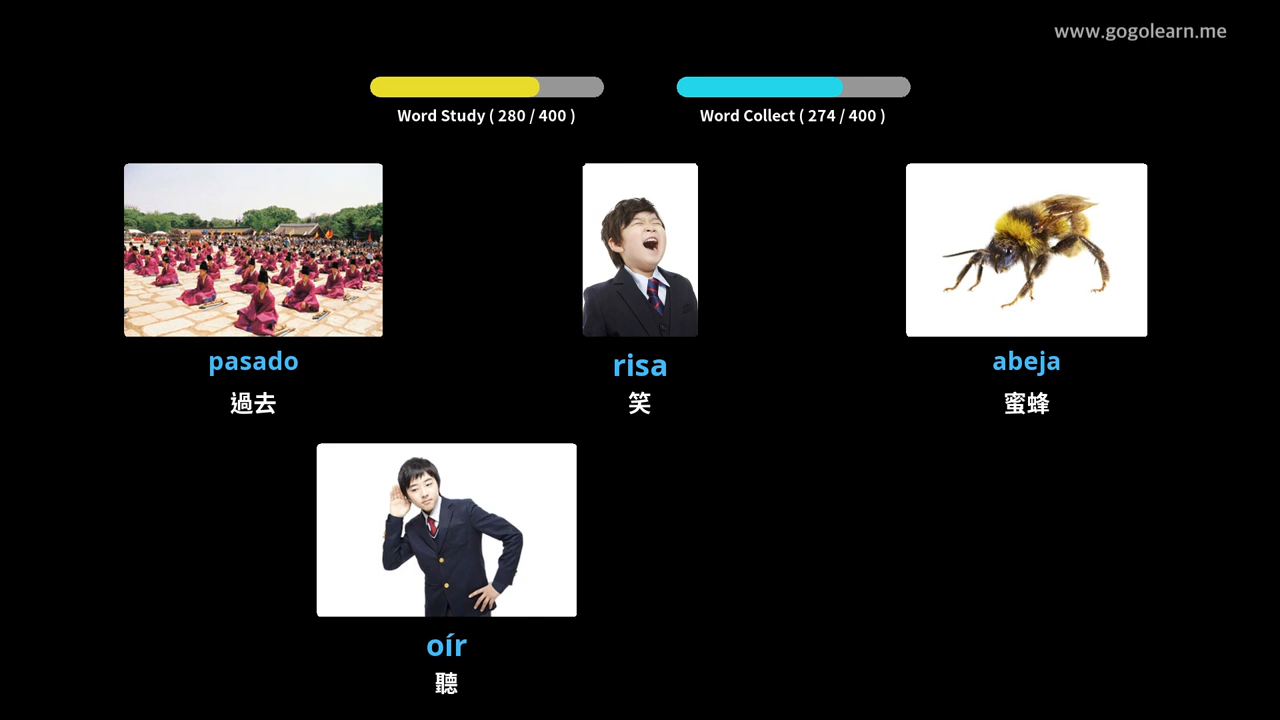 www.gogolearn.me
Word Study ( 280 / 400 )
Word Collect ( 274 / 400 )
pasado
過去
risa
笑
abeja
蜜蜂
oír
聽